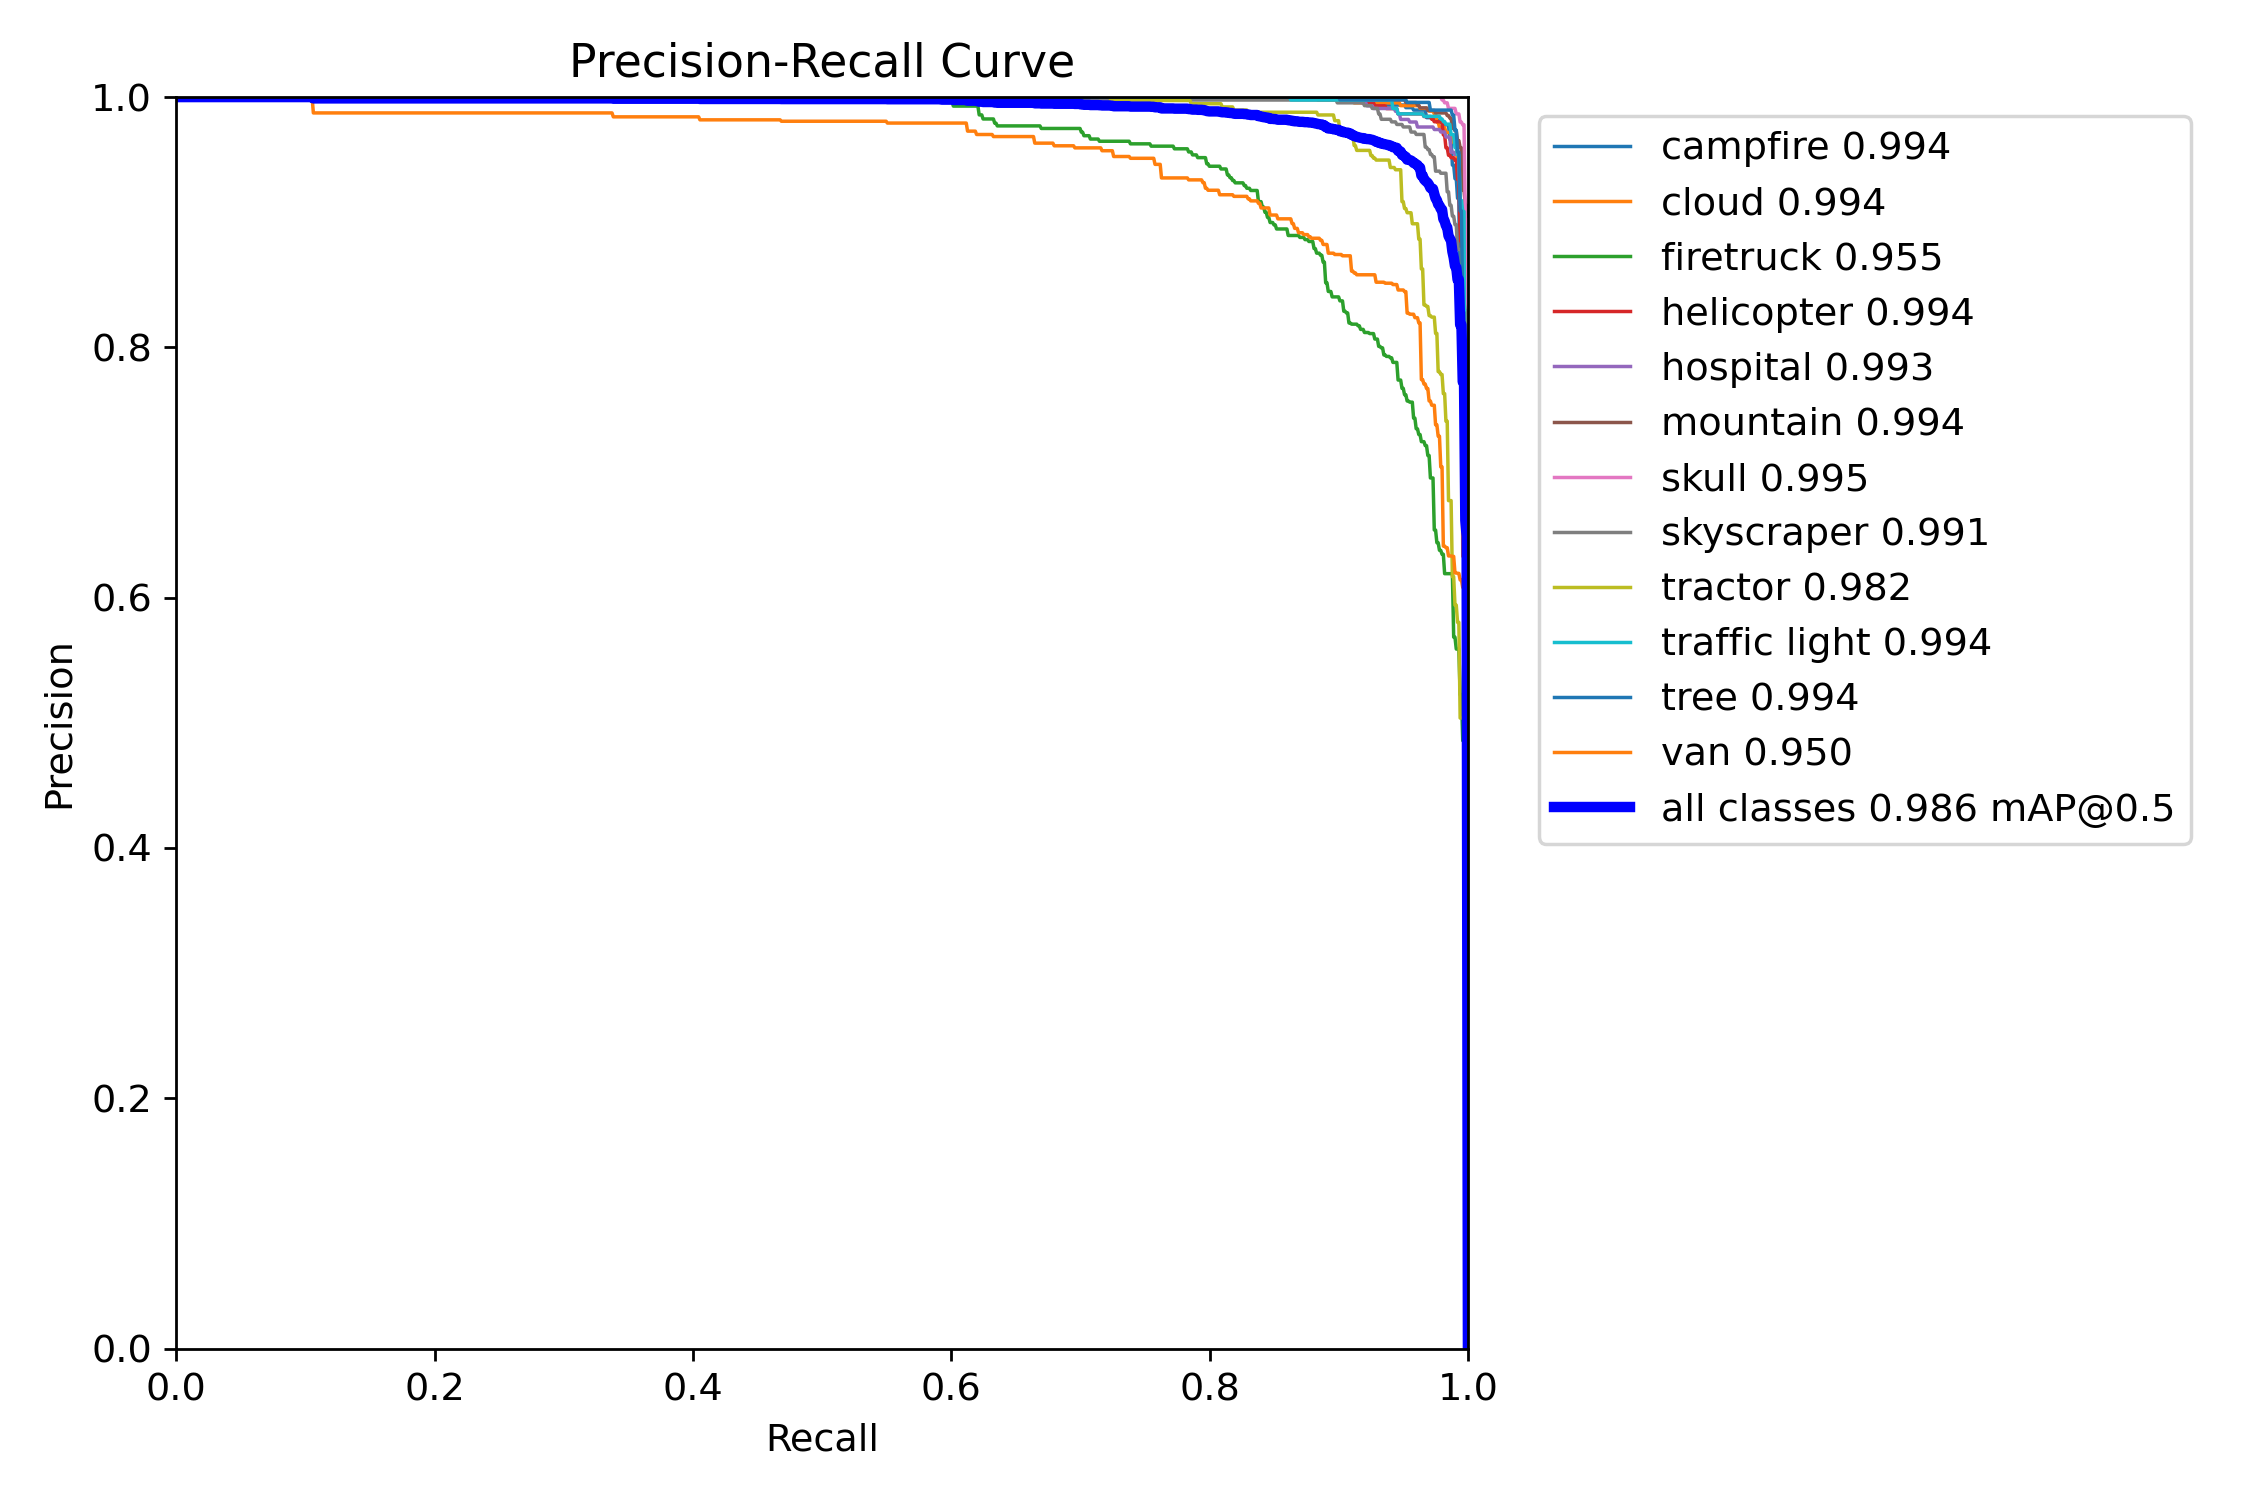 Precision-Recall Curve
1.0
0.8
0.6
0.4
0.2
0.0
Precision
0.0 0.2 0.4 0.6 0.8 1.0
Recall
campfire 0.994
cloud 0.994
firetruck 0.955
helicopter 0.994
hospital 0.993
mountain 0.994
skull 0.995
skyscraper 0.991
tractor 0.982
traffic light 0.994
tree 0.994
van 0.950
all classes 0.986 mAP@0.5